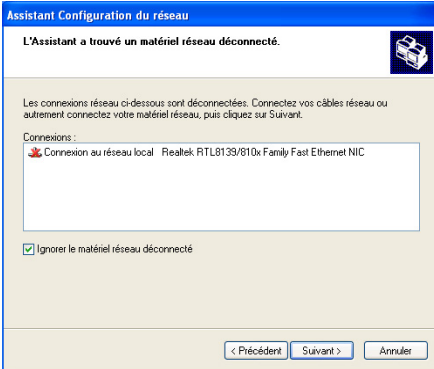 Assistant Configuration du réseau
L'Assistant a trouvé un matériel réseau déconnecté.
Les connexions réseau ci-dessous sont déconnectées. Connectez vos câbles réseau ou
autrement connectez votre matériel réseau, puis cliquez sur Suivant.
Connexions :
Connexion au réseau local Realtek RTL8139/810x Family Fast Ethernet NIC
Ignorer le matériel réseau déconnecté
< Précédent Suivant > Annuler